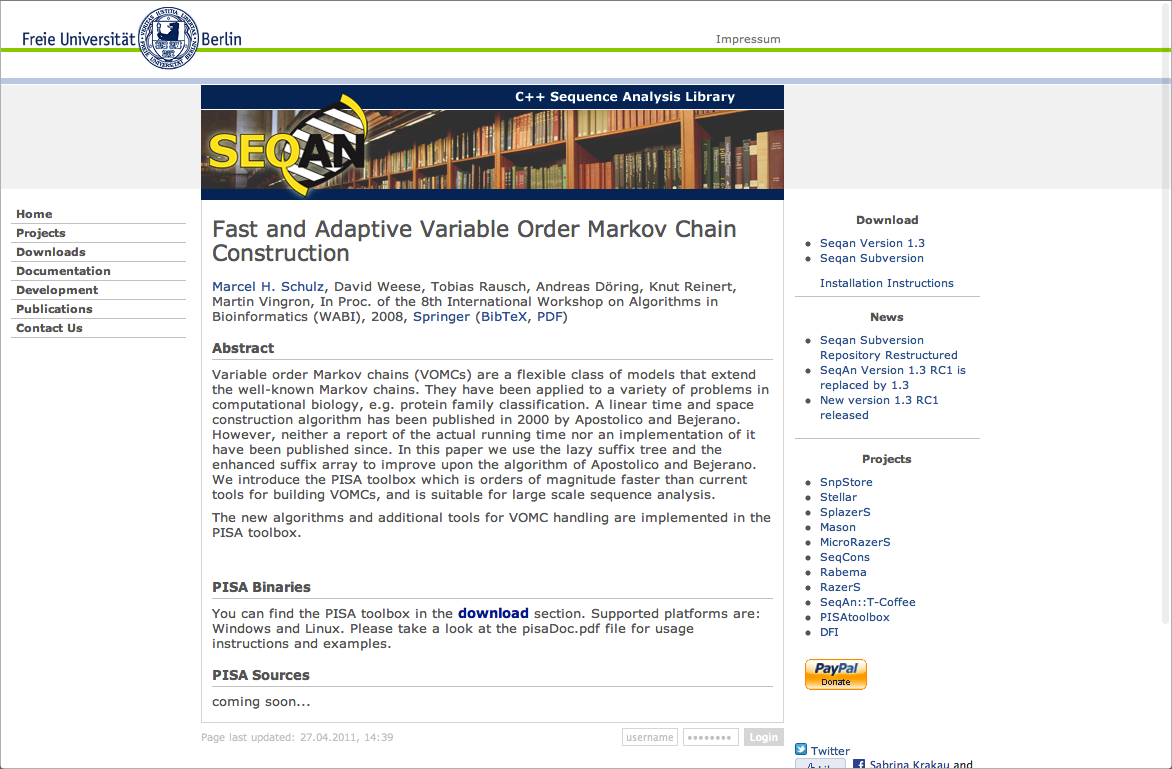 Freie Universität Berlin
Impressum
C++ Sequence Analysis Library
SEQAN
Home
Projects
Downloads
Documentation
Development
Publications
Contact Us
Fast and Adaptive Variable Order Markov Chain
Construction
Marcel H. Schulz, David Weese, Tobias Rausch, Andreas Döring, Knut Reinert,
Martin Vingron, In Proc. of the 8th International Workshop on Algorithms in
Bioinformatics (WABI), 2008, Springer (BibTeX, PDF)
Abstract
Variable order Markov chains (VOMCs) are a flexible class of models that extend
the well-known Markov chains. They have been applied to a variety of problems in
computational biology, e.g. protein family classification. A linear time and space
construction algorithm has been published in 2000 by Apostolico and Bejerano.
However, neither a report of the actual running time nor an implementation of it
have been published since. In this paper we use the lazy suffix tree and the
enhanced suffix array to improve upon the algorithm of Apostolico and Bejerano.
We introduce the PISA toolbox which is orders of magnitude faster than current
tools for building VOMCs, and is suitable for large scale sequence analysis.
The new algorithms and additional tools for VOMC handling are implemented in the
PISA toolbox.
PISA Binaries
You can find the PISA toolbox in the download section. Supported platforms are:
Windows and Linux. Please take a look at the pisaDoc.pdf file for usage
instructions and examples.
PISA Sources
coming soon...
Page last updated: 27.04.2011, 14:39
username
••••••••
Login
Download
Seqan Version 1.3
Seqan Subversion
Installation Instructions
News
Seqan Subversion
Repository Restructured
SeqAn Version 1.3 RC1 is
replaced by 1.3
New version 1.3 RC1
released
Projects
SnpStore
Stellar
SplazerS
Mason
MicroRazerS
SeqCons
Rabema
RazerS
SeqAn::T-Coffee
PISAtoolbox
DFI
PayPal
Donate
Twitter
Sabrina Krakau and